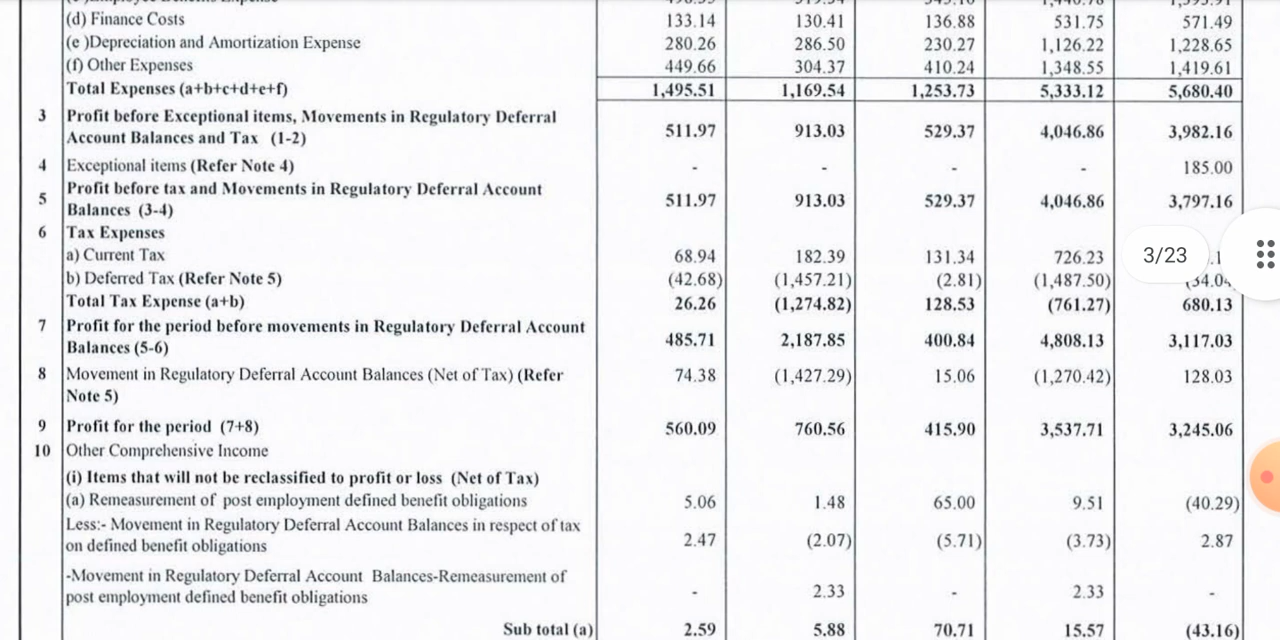 (d) Finance Costs 133.14 130.41 136.88 531.75 571.49
(e )Depreciation and Amortization Expense 280.26 286.50 230.27 1,126.22 1,228.65
(f) Other Expenses 449.66 304.37 410.24 1,348.55 1,419.61
Total Expenses (a+b+c+d+e+f) 1,495.51 1,169.54 1,253.73 5,333.12 5,680.40
3 Profit before Exceptional items, Movements in Regulatory Deferral
Account Balances and Tax (1-2) 511.97 913.03 529.37 4,046.86 3,982.16
4 Exceptional items (Refer Note 4) - - - - 185.00
5 Profit before tax and Movements in Regulatory Deferral Account
Balances (3-4) 511.97 913.03 529.37 4,046.86 3,797.16
6 Tax Expenses
a) Current Tax 68.94 182.39 131.34 726.23
3/23
b) Deferred Tax (Refer Note 5) (42.68) (1,457.21) (2.81) (1,487.50)
Total Tax Expense (a+b) 26.26 (1,274.82) 128.53 (761.27) 680.13
7 Profit for the period before movements in Regulatory Deferral Account
Balances (5-6) 485.71 2,187.85 400.84 4,808.13 3,117.03
8 Movement in Regulatory Deferral Account Balances (Net of Tax) (Refer
Note 5) 74.38 (1,427.29) 15.06 (1,270.42) 128.03
9 Profit for the period (7+8) 560.09 760.56 415.90 3,537.71 3,245.06
10 Other Comprehensive Income
(i) Items that will not be reclassified to profit or loss (Net of Tax)
(a) Remeasurement of post employment defined benefit obligations 5.06 1.48 65.00 9.51 (40.29)
Less:- Movement in Regulatory Deferral Account Balances in respect of tax
on defined benefit obligations 2.47 (2.07) (5.71) (3.73) 2.87
-Movement in Regulatory Deferral Account Balances-Remeasurement of
post employment defined benefit obligations - 2.33 - 2.33 -
Sub total (a) 2.59 5.88 70.71 15.57 (43.16)